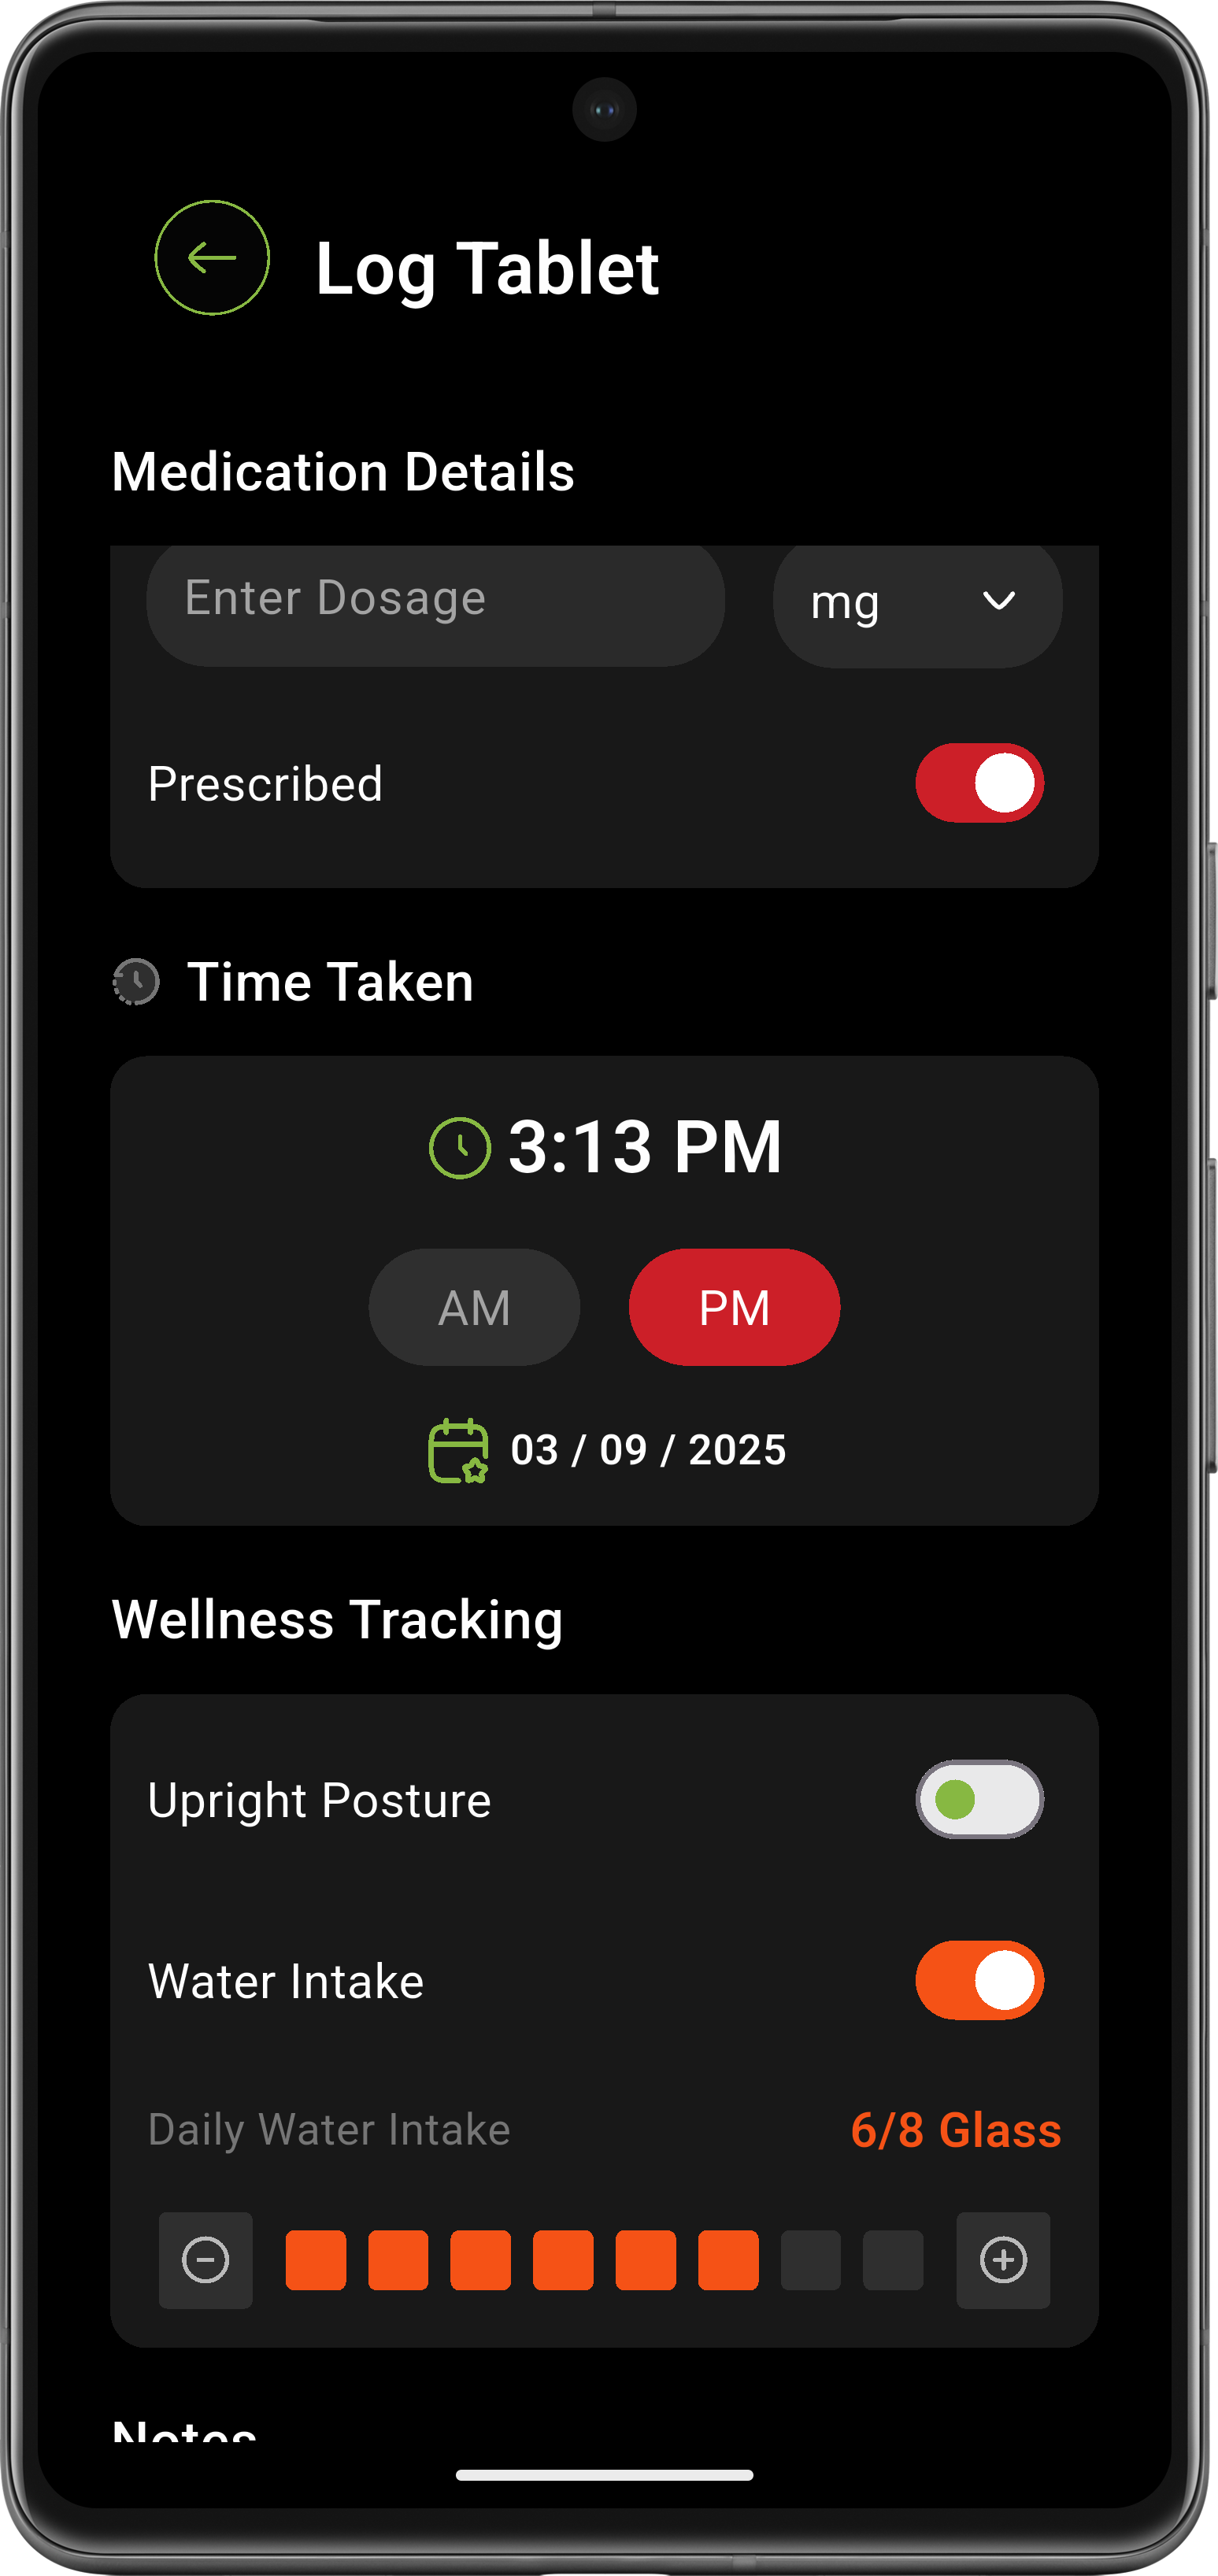 Log Tablet
Medication Details
Enter Dosage
mg
Prescribed
Time Taken
3:13 PM
AM
PM
03 / 09 / 2025
Wellness Tracking
Upright Posture
Water Intake
Daily Water Intake
6/8 Glass
Notes